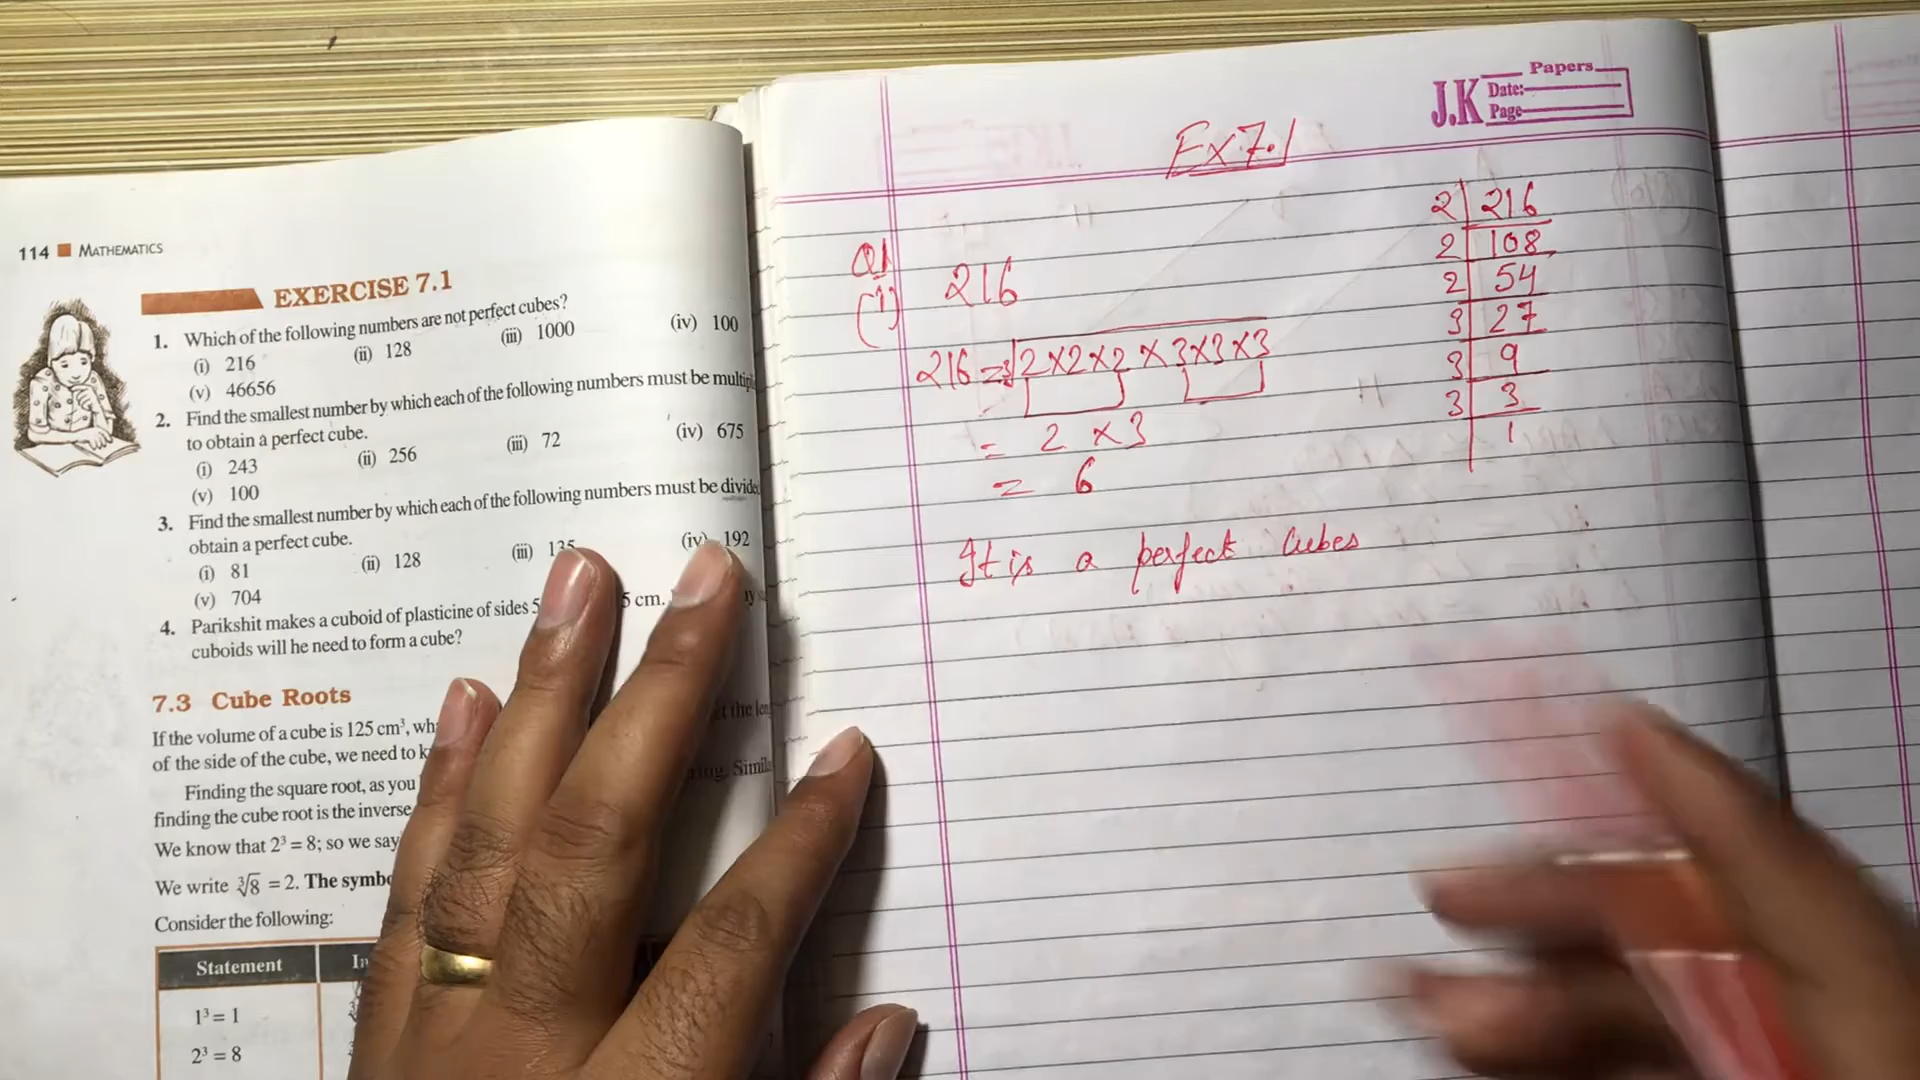 114 MATHEMATICS
EXERCISE 7.1
1. Which of the following numbers are not perfect cubes?
(i) 216 (ii) 128 (iii) 1000 (iv) 100
(v) 46656
2. Find the smallest number by which each of the following numbers must be
to obtain a perfect cube.
(i) 243 (ii) 256 (iii) 72 (iv) 675
(v) 100
3. Find the smallest number by which each of the following numbers must be
obtain a perfect cube.
(i) 81 (ii) 128 (iii) 135 (iv) 192
(v) 704
4. Parikshit makes a cuboid of plasticine of sides 5 5 cm.
cuboids will he need to form a cube?
7.3 Cube Roots
If the volume of a cube is 125 cm³,
of the side of the cube, we need to
Finding the square root, as you
finding the cube root is the inverse
We know that 2³ = 8; so we say
We write ∛8 = 2. The
Consider the following:
Statement
1³ = 1
2³ = 8
J.K Papers
Date:
Page
Ex 7.1
Q1
(i) 216
216 = ∛2×2×2×3×3×3
= 2 × 3
= 6
It is a perfect cubes
2 | 216
2 | 108
2 | 54
3 | 27
3 | 9
3 | 3
| 1